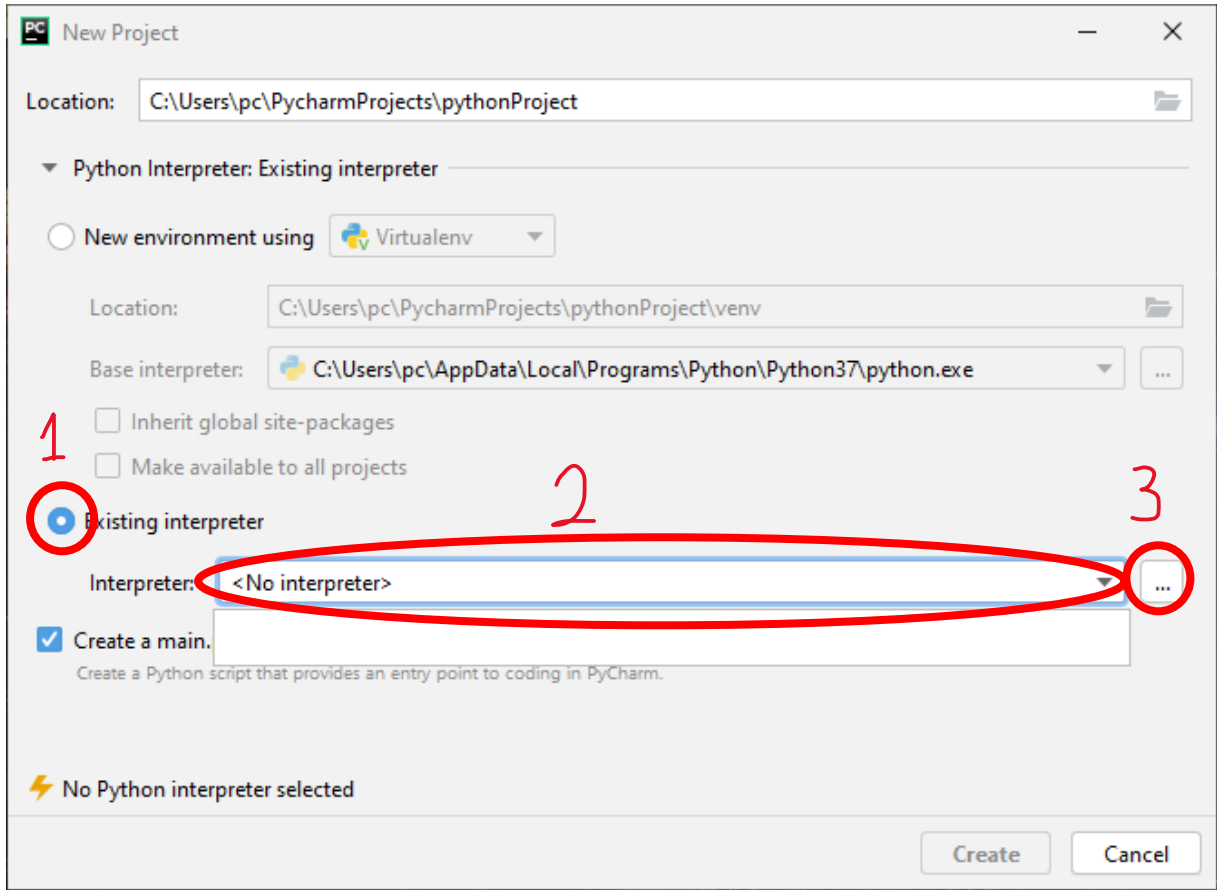 PC New Project
Location: C:\Users\pc\PycharmProjects\pythonProject
Python Interpreter: Existing interpreter
New environment using Virtualenv
Location: C:\Users\pc\PycharmProjects\pythonProject\venv
Base interpreter: C:\Users\pc\AppData\Local\Programs\Python\Python37\python.exe ...
Inherit global site-packages
1
Make available to all projects
2
3
Existing interpreter
Interpreter: <No interpreter> ...
Create a main.
Create a Python script that provides an entry point to coding in PyCharm.
No Python interpreter selected
Create Cancel